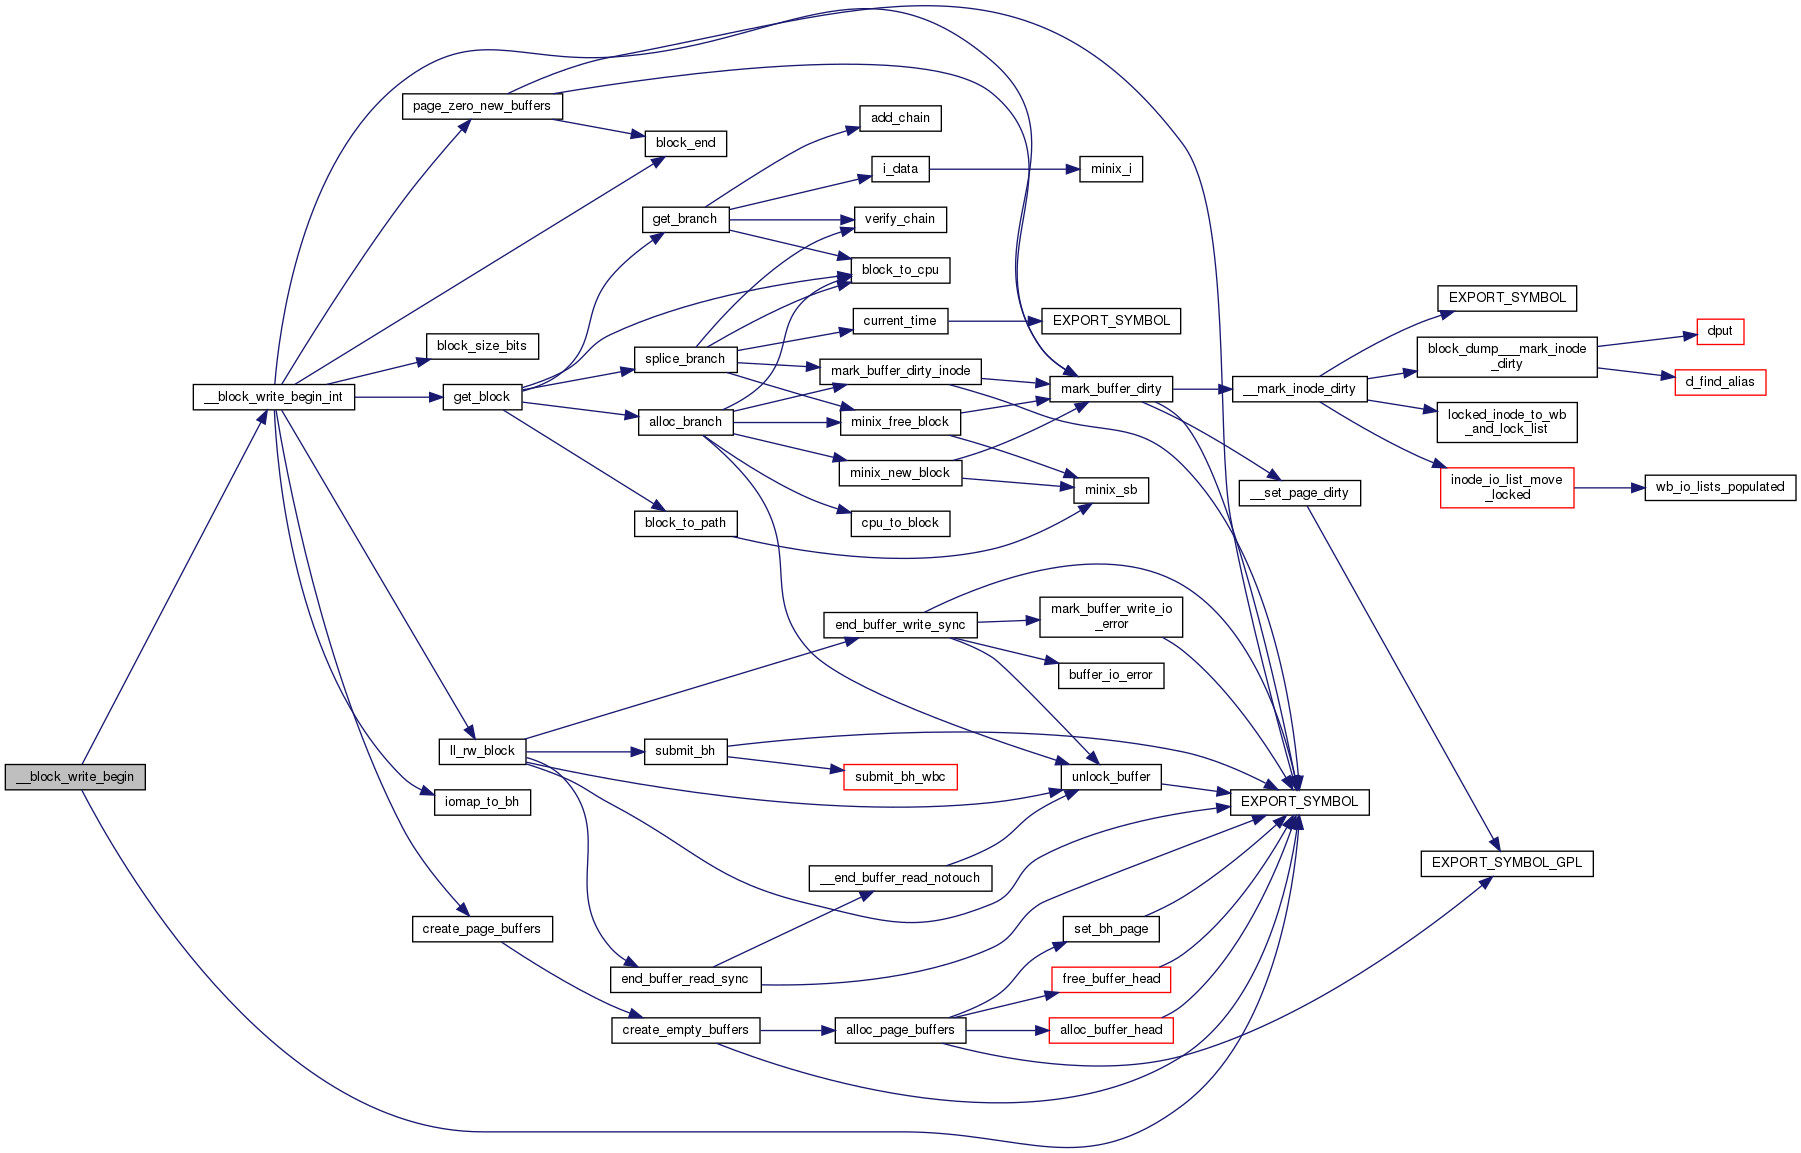 __block_write_begin
__block_write_begin_int
page_zero_new_buffers
block_end
block_size_bits
get_block
ll_rw_block
iomap_to_bh
create_page_buffers
get_branch
splice_branch
alloc_branch
block_to_path
add_chain
i_data
minix_i
verify_chain
block_to_cpu
current_time
EXPORT_SYMBOL
mark_buffer_dirty_inode
minix_free_block
minix_new_block
cpu_to_block
mark_buffer_dirty
minix_sb
__mark_inode_dirty
__set_page_dirty
EXPORT_SYMBOL
block_dump___mark_inode
_dirty
dput
d_find_alias
locked_inode_to_wb
_and_lock_list
inode_io_list_move
_locked
wb_io_lists_populated
end_buffer_write_sync
mark_buffer_write_io
_error
buffer_io_error
submit_bh
submit_bh_wbc
unlock_buffer
EXPORT_SYMBOL
EXPORT_SYMBOL_GPL
__end_buffer_read_notouch
end_buffer_read_sync
create_empty_buffers
alloc_page_buffers
set_bh_page
free_buffer_head
alloc_buffer_head